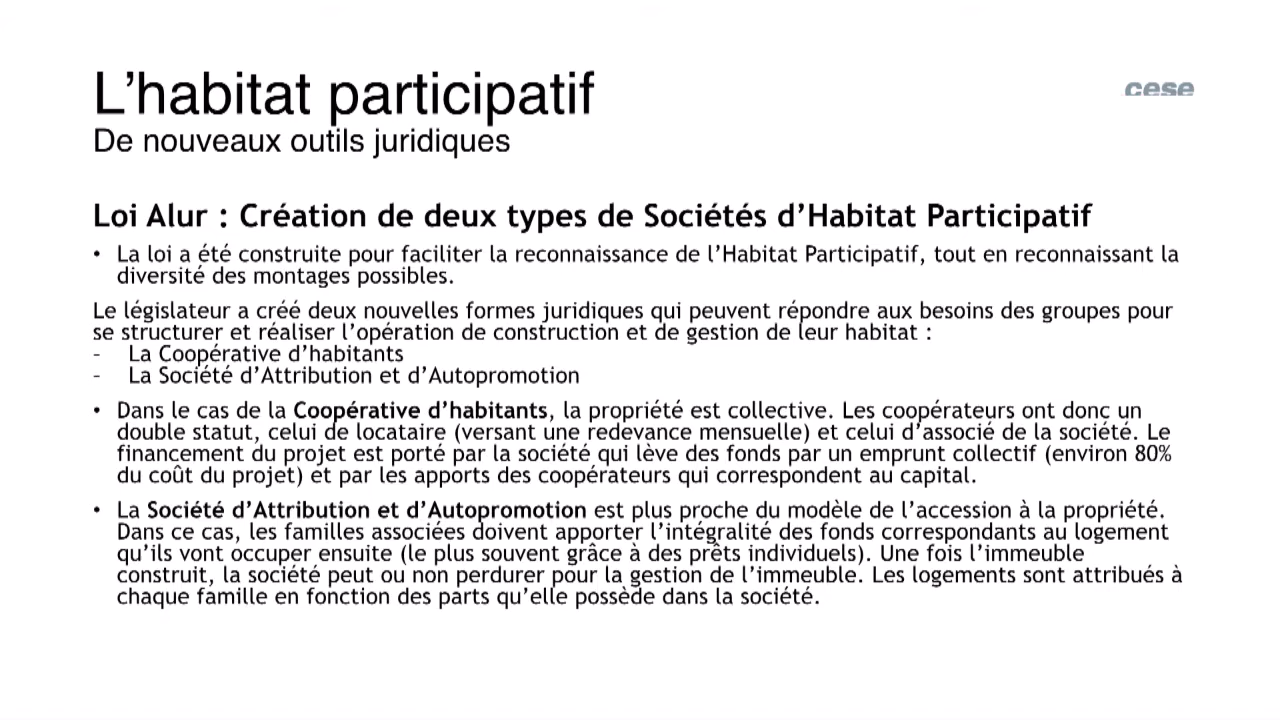 L'habitat participatif
cese
De nouveaux outils juridiques
Loi Alur : Création de deux types de Sociétés d'Habitat Participatif
• La loi a été construite pour faciliter la reconnaissance de l'Habitat Participatif, tout en reconnaissant la
diversité des montages possibles.
Le législateur a créé deux nouvelles formes juridiques qui peuvent répondre aux besoins des groupes pour
se structurer et réaliser l'opération de construction et de gestion de leur habitat :
- La Coopérative d'habitants
- La Société d'Attribution et d'Autopromotion
• Dans le cas de la Coopérative d'habitants, la propriété est collective. Les coopérateurs ont donc un
double statut, celui de locataire (versant une redevance mensuelle) et celui d'associé de la société. Le
financement du projet est porté par la société qui lève des fonds par un emprunt collectif (environ 80%
du coût du projet) et par les apports des coopérateurs qui correspondent au capital.
• La Société d'Attribution et d'Autopromotion est plus proche du modèle de l'accession à la propriété.
Dans ce cas, les familles associées doivent apporter l'intégralité des fonds correspondants au logement
qu'ils vont occuper ensuite (le plus souvent grâce à des prêts individuels). Une fois l'immeuble
construit, la société peut ou non perdurer pour la gestion de l'immeuble. Les logements sont attribués à
chaque famille en fonction des parts qu'elle possède dans la société.